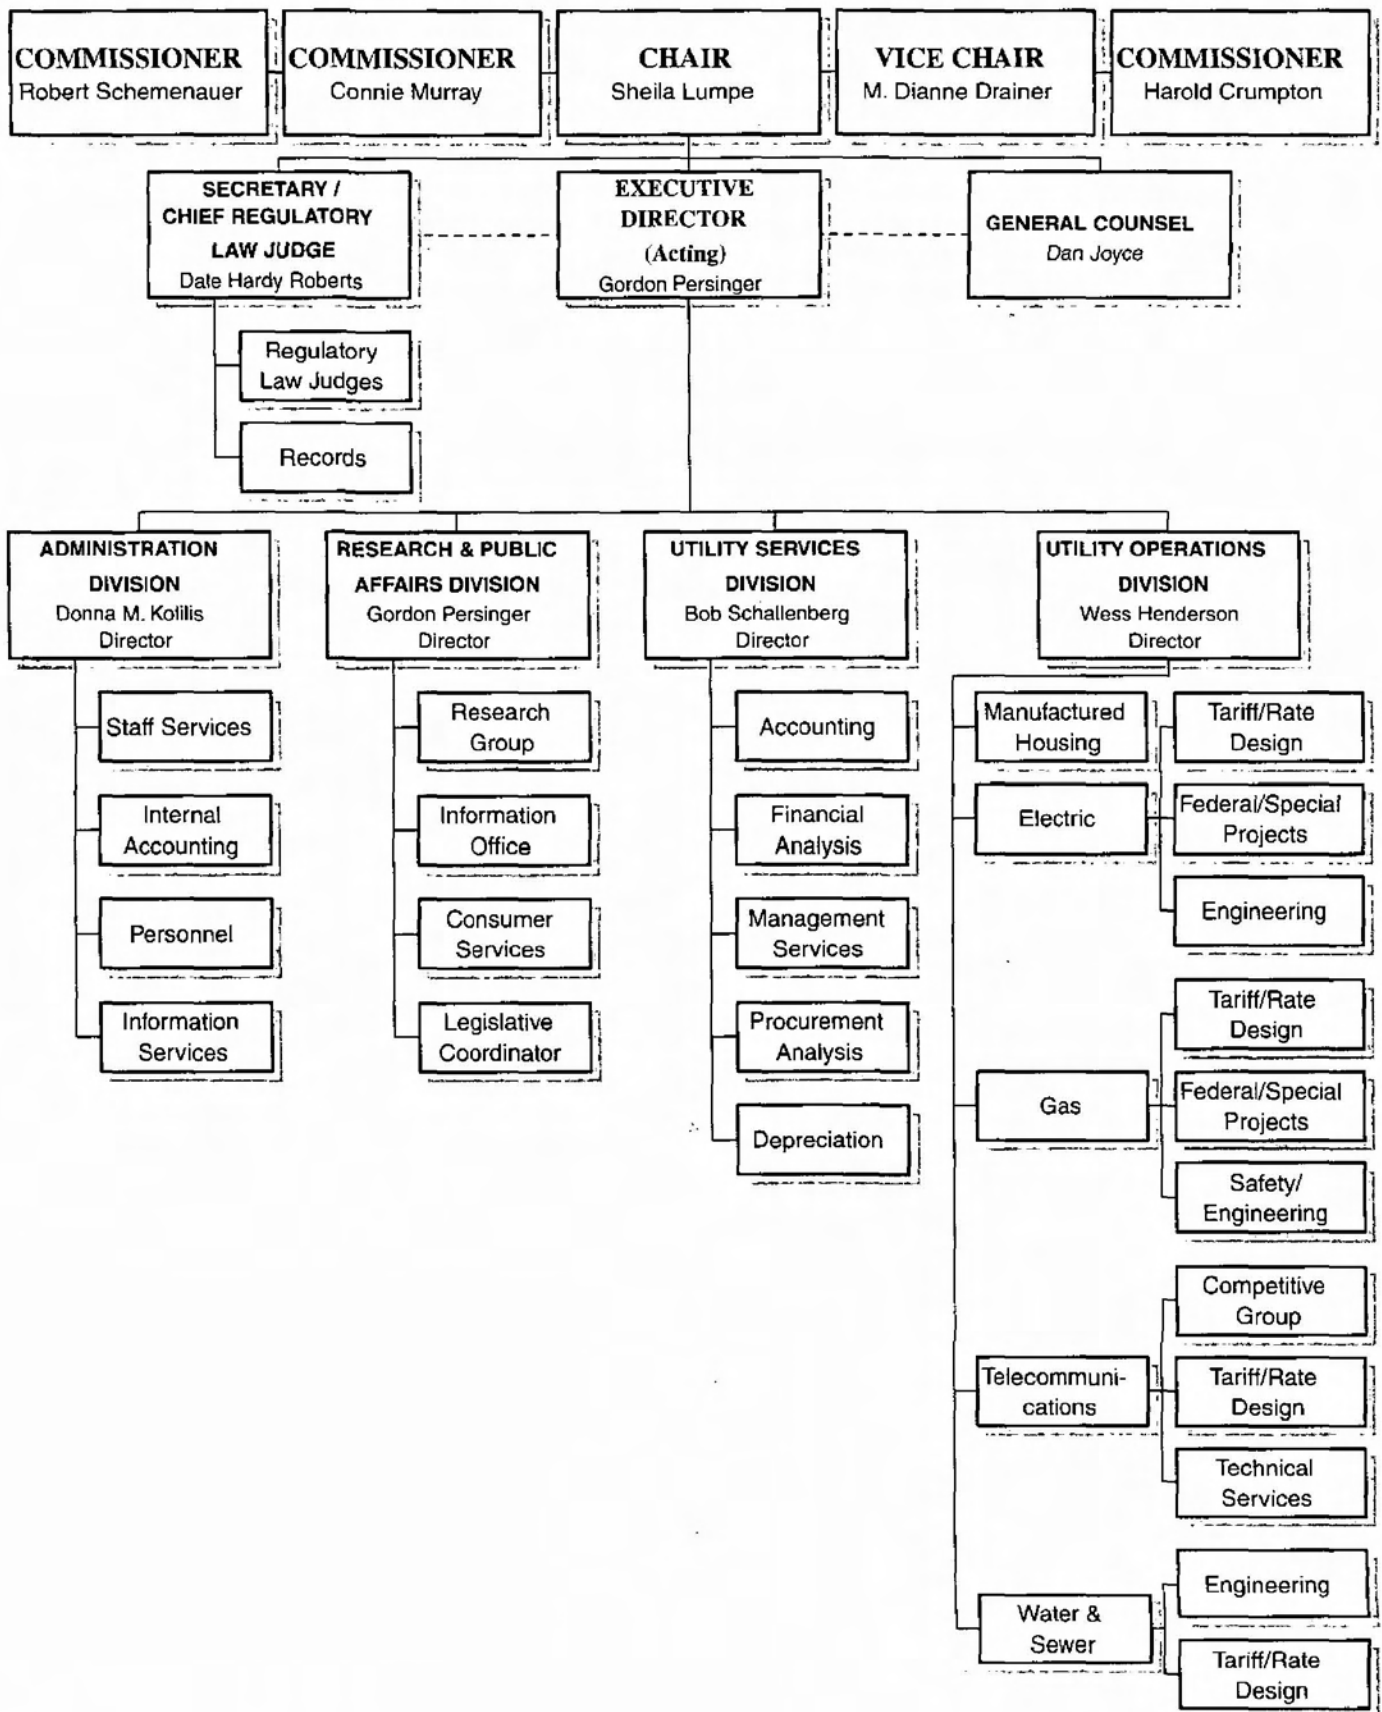 COMMISSIONER
Robert Schemenauer
COMMISSIONER
Connie Murray
CHAIR
Sheila Lumpe
VICE CHAIR
M. Dianne Drainer
COMMISSIONER
Harold Crumpton
SECRETARY /
CHIEF REGULATORY
LAW JUDGE
Dale Hardy Roberts
EXECUTIVE
DIRECTOR
(Acting)
Gordon Persinger
GENERAL COUNSEL
Dan Joyce
Regulatory
Law Judges
Records
ADMINISTRATION
DIVISION
Donna M. Kolilis
Director
RESEARCH & PUBLIC
AFFAIRS DIVISION
Gordon Persinger
Director
UTILITY SERVICES
DIVISION
Bob Schallenberg
Director
UTILITY OPERATIONS
DIVISION
Wess Henderson
Director
Staff Services
Internal
Accounting
Personnel
Information
Services
Research
Group
Information
Office
Consumer
Services
Legislative
Coordinator
Accounting
Financial
Analysis
Management
Services
Procurement
Analysis
Depreciation
Manufactured
Housing
Electric
Tariff/Rate
Design
Federal/Special
Projects
Engineering
Gas
Tariff/Rate
Design
Federal/Special
Projects
Safety/
Engineering
Telecommuni-
cations
Competitive
Group
Tariff/Rate
Design
Technical
Services
Water &
Sewer
Engineering
Tariff/Rate
Design